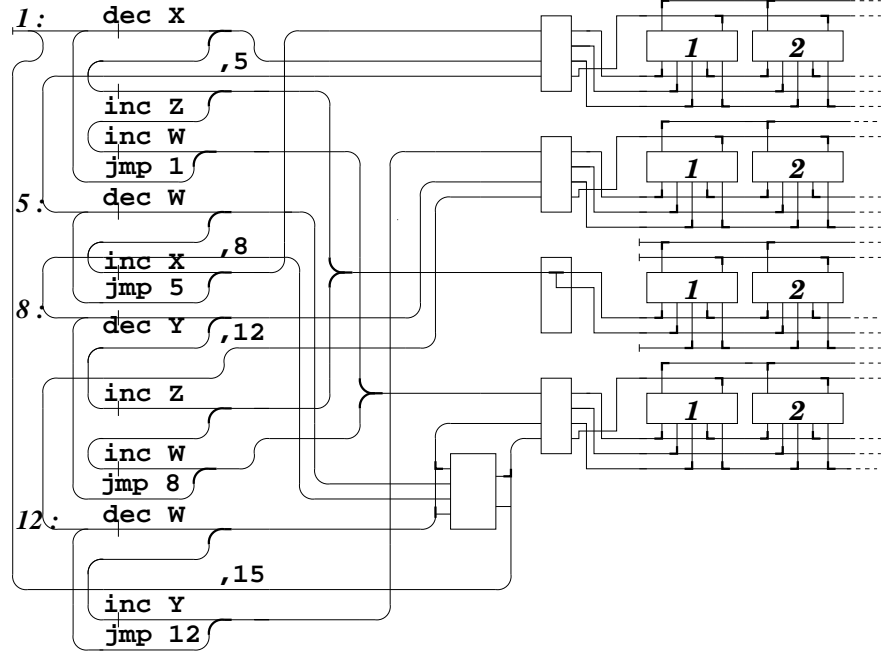 1: dec X
,5
inc Z
inc W
jmp 1
5: dec W
,8
inc X
jmp 5
8: dec Y
,12
inc Z
inc W
jmp 8
12: dec W
,15
inc Y
jmp 12
1 2
1 2
1 2
1 2